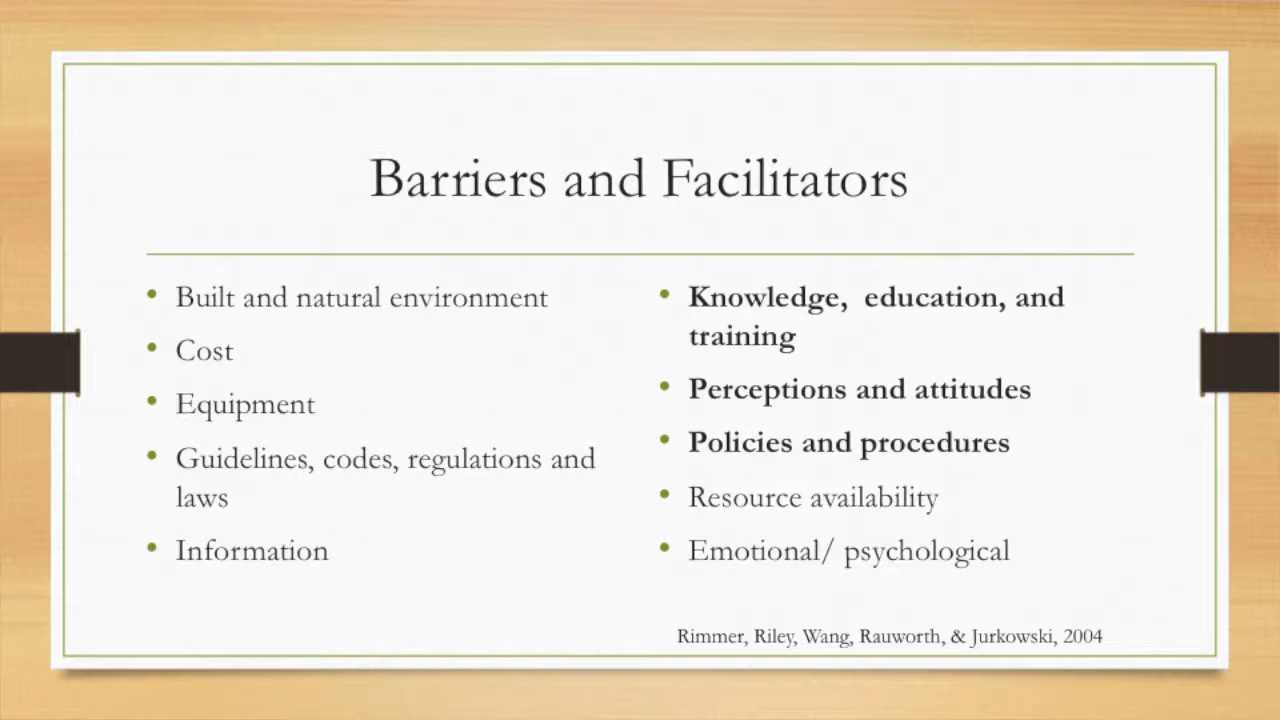 Barriers and Facilitators
• Built and natural environment
• Cost
• Equipment
• Guidelines, codes, regulations and
laws
• Information
• Knowledge,  education, and
training
• Perceptions and attitudes
• Policies and procedures
• Resource availability
• Emotional/ psychological
Rimmer, Riley, Wang, Rauworth, & Jurkowski, 2004